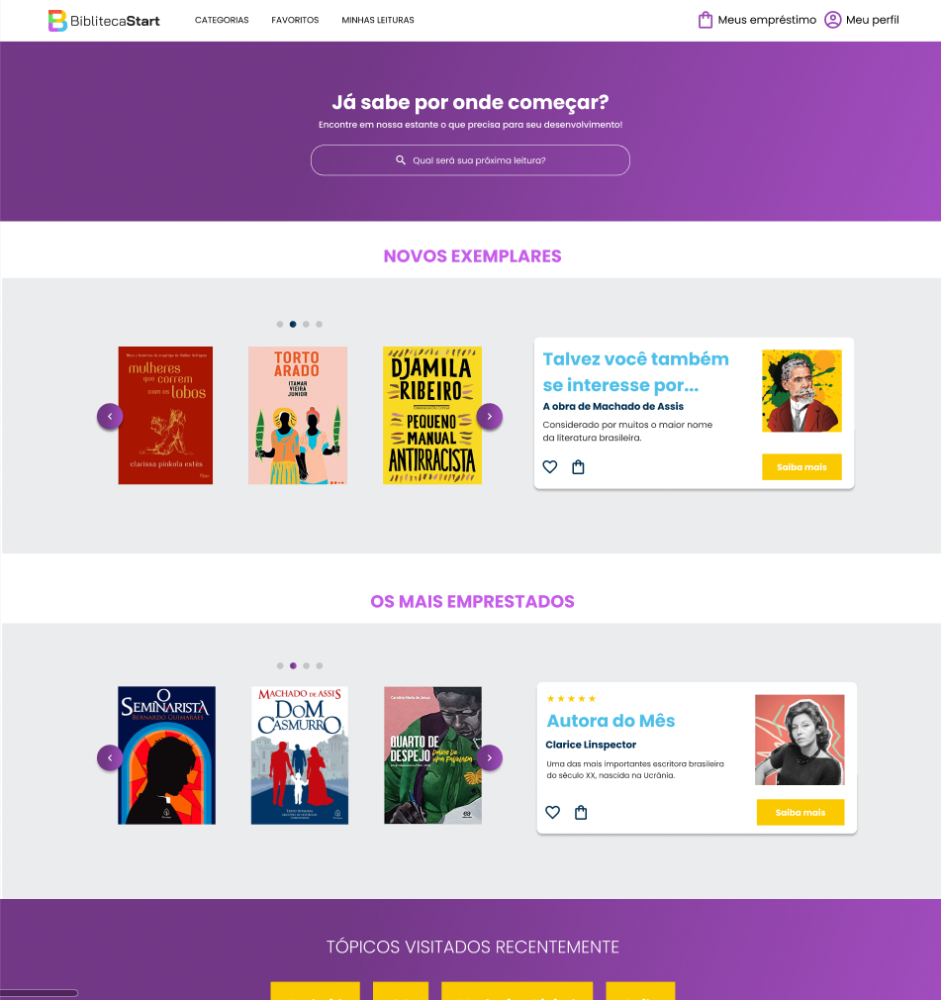 BiblitecaStart
CATEGORIAS
FAVORITOS
MINHAS LEITURAS
Meus empréstimo
Meu perfil
Já sabe por onde começar?
Encontre em nossa estante o que precisa para seu desenvolvimento!
Qual será sua próxima leitura?
NOVOS EXEMPLARES
mulheres
que correm
com os lobos
clarissa pinkola estés
TORTO
ARADO
ITAMAR
VIEIRA
JUNIOR
DJAMILA
RIBEIRO
PEQUENO
MANUAL
ANTIRRACISTA
Talvez você também
se interesse por...
A obra de Machado de Assis
Considerado por muitos o maior nome
da literatura brasileira.
Saiba mais
OS MAIS EMPRESTADOS
O
SEMINARISTA
BERNARDO GUIMARÃES
MACHADO DE ASSIS
DOM
CASMURRO
Carolina Maria de Jesus
QUARTO DE
DESPEJO
DIÁRIO DE
UMA FAVELADA
Autora do Mês
Clarice Linspector
Uma das mais importantes escritora brasileira
do século XX, nascida na Ucrânia.
Saiba mais
TÓPICOS VISITADOS RECENTEMENTE